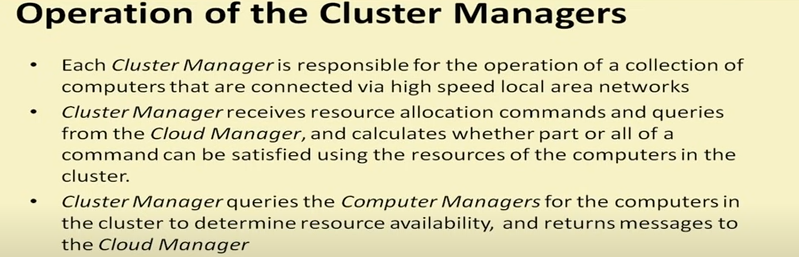 Operation of the Cluster Managers
• Each Cluster Manager is responsible for the operation of a collection of
computers that are connected via high speed local area networks
• Cluster Manager receives resource allocation commands and queries
from the Cloud Manager, and calculates whether part or all of a
command can be satisfied using the resources of the computers in the
cluster.
• Cluster Manager queries the Computer Managers for the computers in
the cluster to determine resource availability, and returns messages to
the Cloud Manager